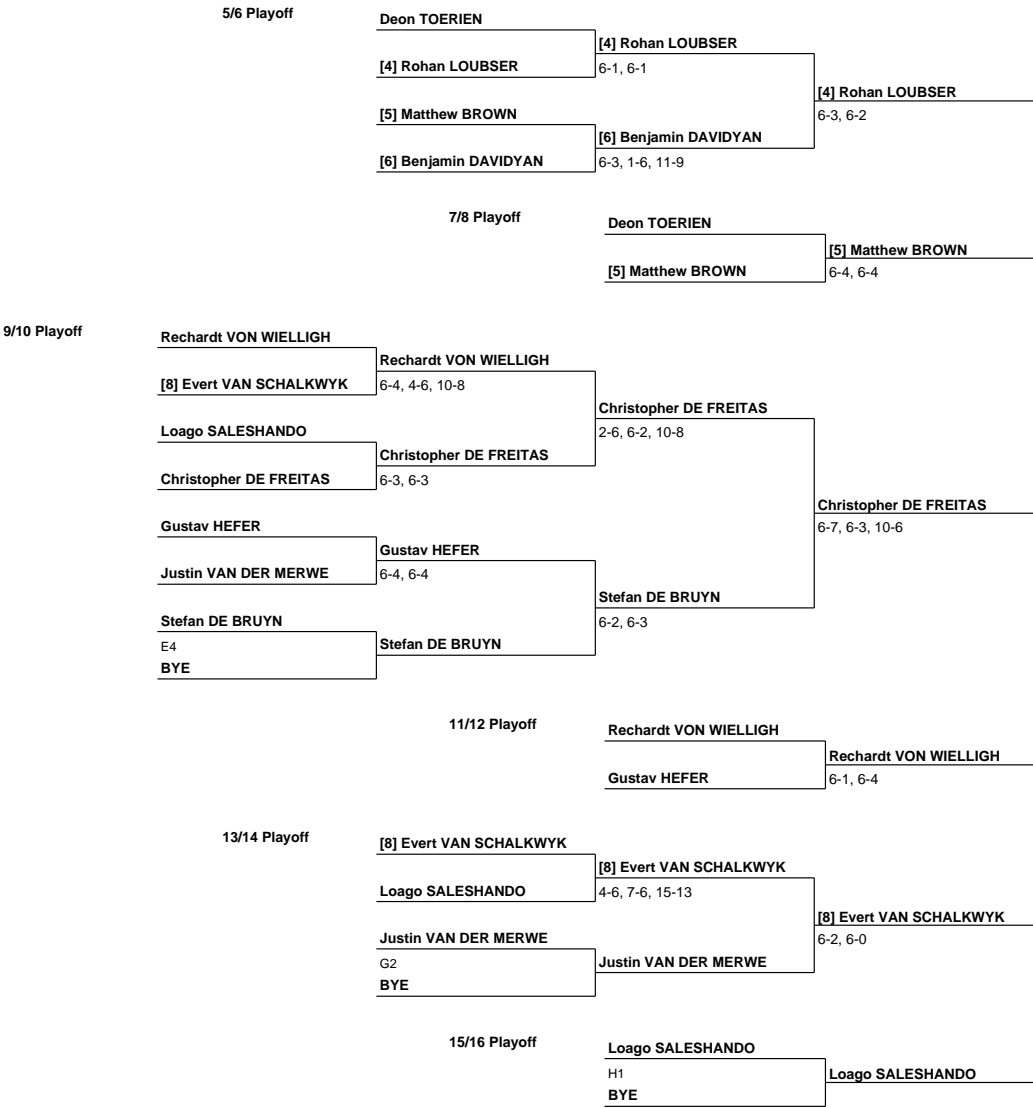 5/6 Playoff
Deon TOERIEN
[4] Rohan LOUBSER
[4] Rohan LOUBSER
6-1, 6-1
[4] Rohan LOUBSER
6-3, 6-2
[5] Matthew BROWN
[6] Benjamin DAVIDYAN
[6] Benjamin DAVIDYAN
6-3, 1-6, 11-9
7/8 Playoff
Deon TOERIEN
[5] Matthew BROWN
[5] Matthew BROWN
6-4, 6-4
9/10 Playoff
Rechardt VON WIELLIGH
Rechardt VON WIELLIGH
[8] Evert VAN SCHALKWYK
6-4, 4-6, 10-8
Christopher DE FREITAS
2-6, 6-2, 10-8
Loago SALESHANDO
Christopher DE FREITAS
Christopher DE FREITAS
6-3, 6-3
Christopher DE FREITAS
6-7, 6-3, 10-6
Gustav HEFER
Gustav HEFER
Justin VAN DER MERWE
6-4, 6-4
Stefan DE BRUYN
6-2, 6-3
Stefan DE BRUYN
E4
Stefan DE BRUYN
BYE
11/12 Playoff
Rechardt VON WIELLIGH
Rechardt VON WIELLIGH
Gustav HEFER
6-1, 6-4
13/14 Playoff
[8] Evert VAN SCHALKWYK
[8] Evert VAN SCHALKWYK
Loago SALESHANDO
4-6, 7-6, 15-13
[8] Evert VAN SCHALKWYK
6-2, 6-0
Justin VAN DER MERWE
G2
Justin VAN DER MERWE
BYE
15/16 Playoff
Loago SALESHANDO
H1
Loago SALESHANDO
BYE